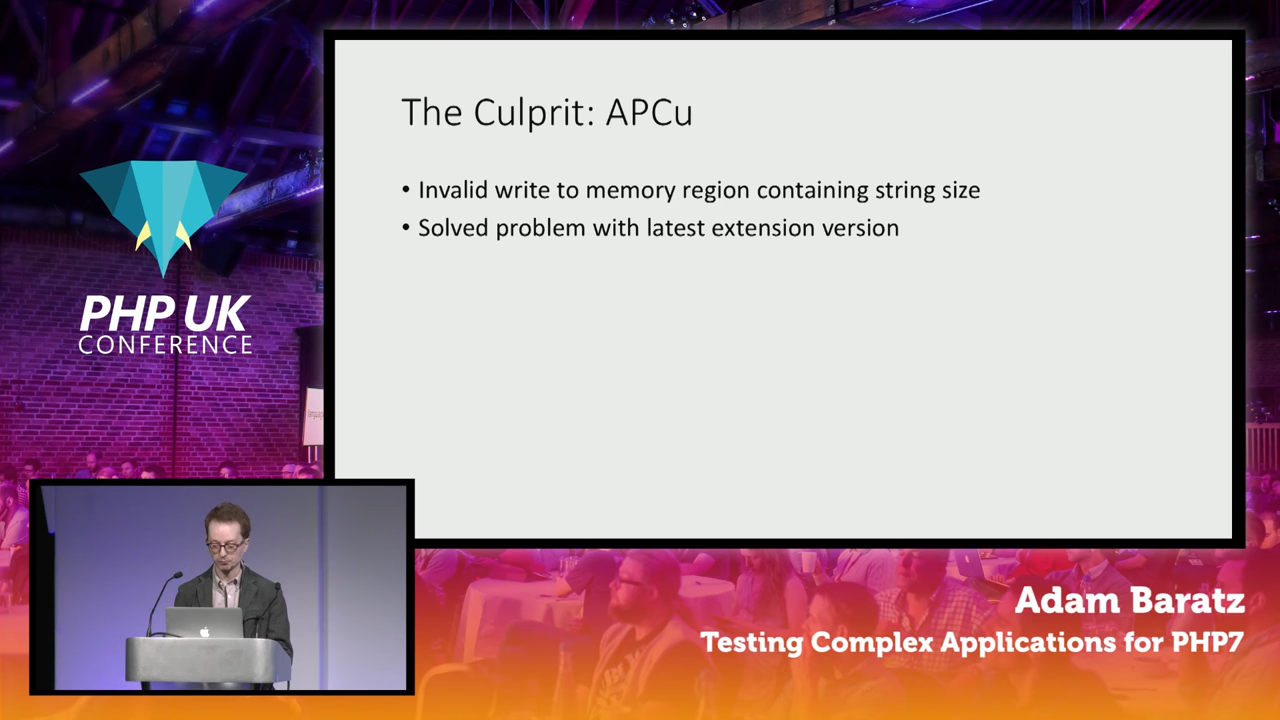 The Culprit: APCu
• Invalid write to memory region containing string size
• Solved problem with latest extension version
PHP UK
CONFERENCE
Adam Baratz
Testing Complex Applications for PHP7